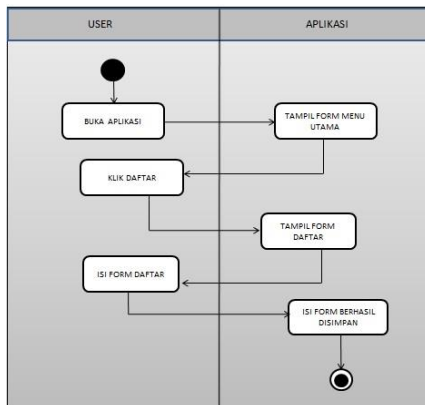 USER
APLIKASI
BUKA APLIKASI
TAMPIL FORM MENU
UTAMA
KLIK DAFTAR
TAMPIL FORM
DAFTAR
ISI FORM DAFTAR
ISI FORM BERHASIL
DISIMPAN